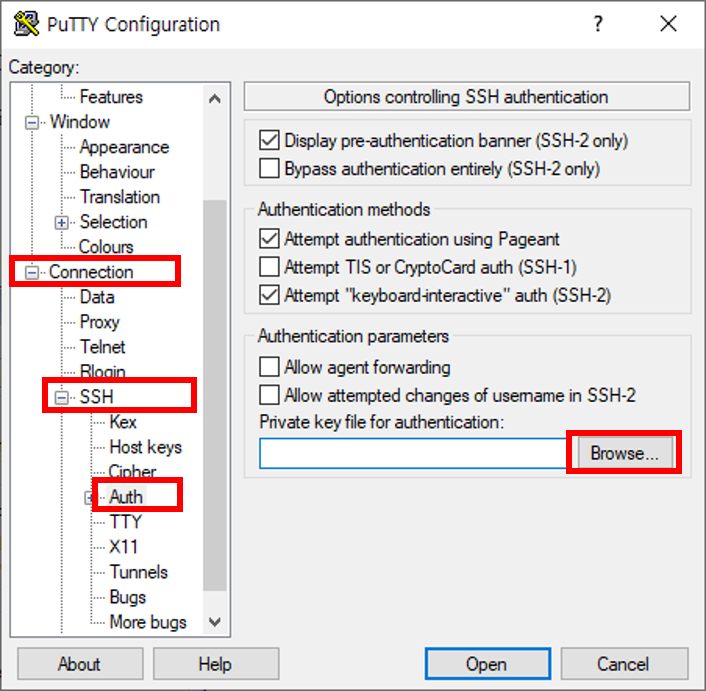 PuTTY Configuration
?
Category:
Features
Window
Appearance
Behaviour
Translation
Selection
Colours
Connection
Data
Proxy
Telnet
Rlogin
SSH
Kex
Host keys
Cipher
Auth
TTY
X11
Tunnels
Bugs
More bugs
Options controlling SSH authentication
Display pre-authentication banner (SSH-2 only)
Bypass authentication entirely (SSH-2 only)
Authentication methods
Attempt authentication using Pageant
Attempt TIS or CryptoCard auth (SSH-1)
Attempt "keyboard-interactive" auth (SSH-2)
Authentication parameters
Allow agent forwarding
Allow attempted changes of username in SSH-2
Private key file for authentication:
Browse...
About
Help
Open
Cancel